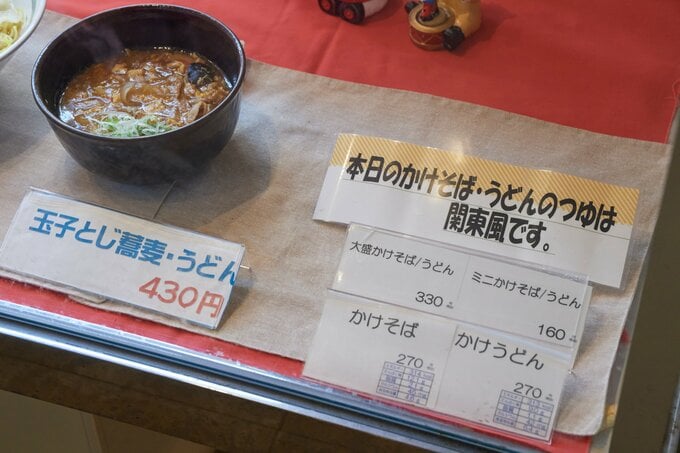 玉子とじ蕎麦・うどん
430円
本日のかけそば・うどんのつゆは
関東風です。
大盛かけそば/うどん
330
ミニかけそば/うどん
160
かけそば
270
かけうどん
270